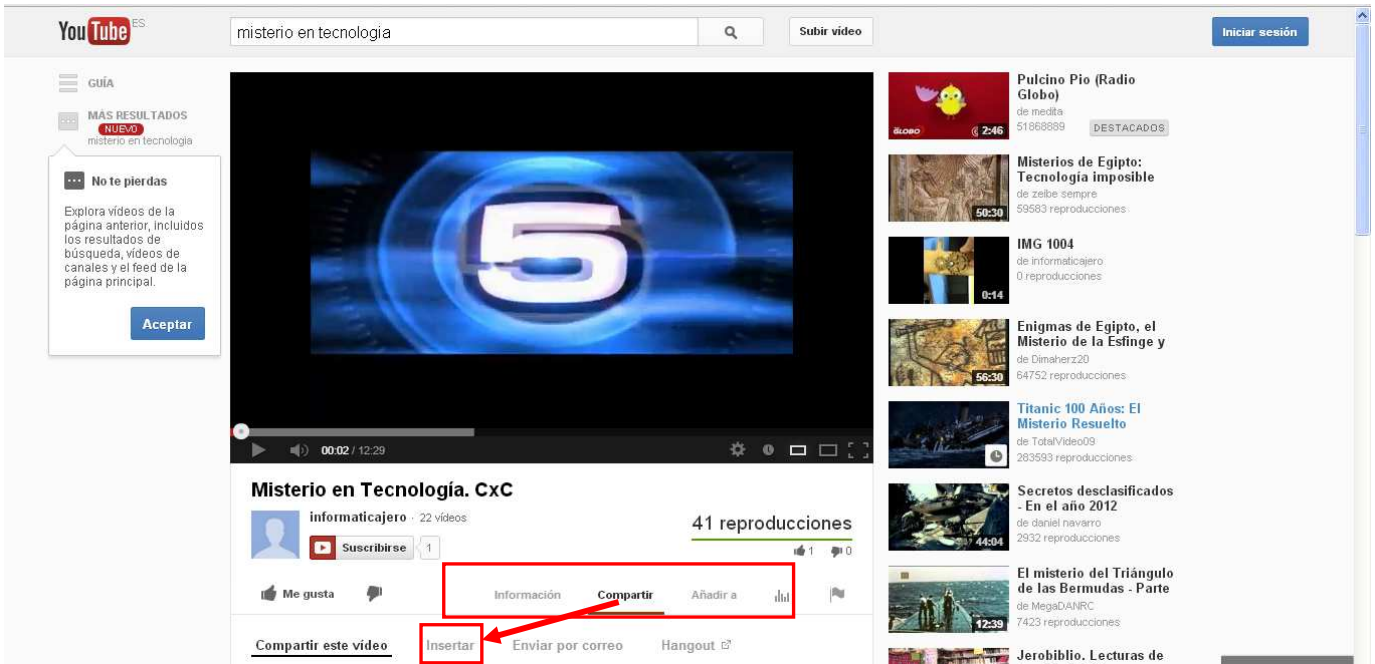 YouTube ES
misterio en tecnologia
Subir vídeo
Iniciar sesión
GUÍA
MÁS RESULTADOS
NUEVO
misterio en tecnologia
No te pierdas
Explora vídeos de la
página anterior, incluidos
los resultados de
búsqueda, vídeos de
canales y el feed de la
página principal.
Aceptar
5
00:02 / 12:29
Misterio en Tecnología. CxC
informaticajero · 22 vídeos
Suscribirse 1
41 reproducciones
1 0
Me gusta
Información Compartir Añadir a
Compartir este vídeo Insertar Enviar por correo Hangout
GLOBO
2:46
Pulcino Pio (Radio
Globo)
de medita
51868889 DESTACADOS
50:30
Misterios de Egipto:
Tecnología imposible
de zeibe sempre
59583 reproducciones
0:14
IMG 1004
de informaticajero
0 reproducciones
56:30
Enigmas de Egipto, el
Misterio de la Esfinge y
de Dimaherz20
64752 reproducciones
Titanic 100 Años: El
Misterio Resuelto
de TotalVideo09
283593 reproducciones
44:04
Secretos desclasificados
- En el año 2012
de daniel navarro
2932 reproducciones
12:39
El misterio del Triángulo
de las Bermudas - Parte
de MegaDANRC
7423 reproducciones
Jerobiblio. Lecturas de